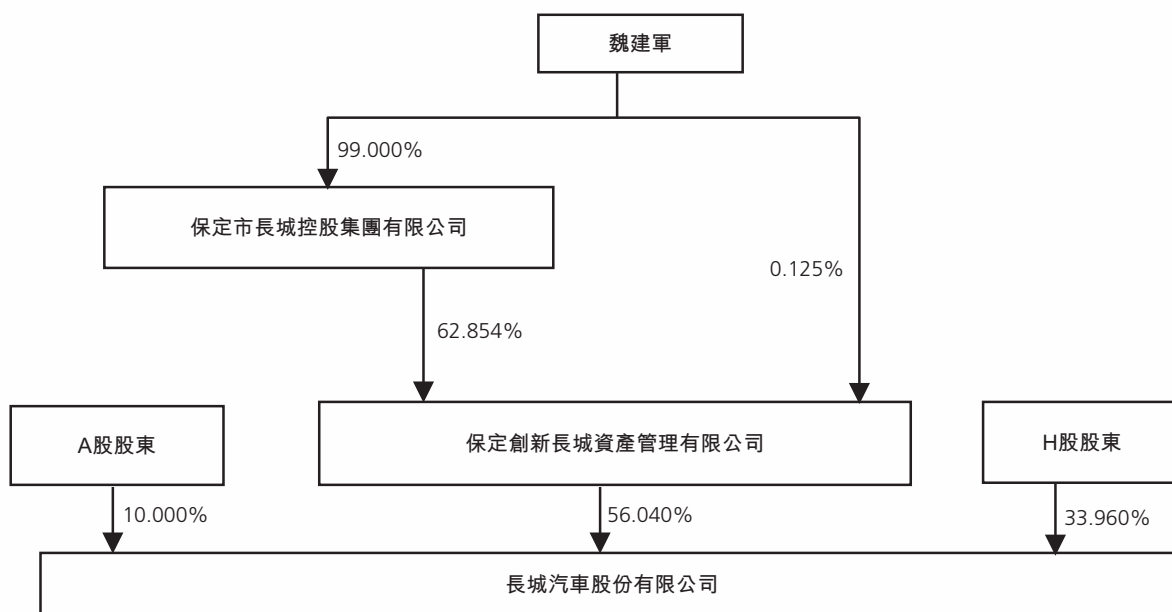 魏建軍
99.000%
保定市長城控股集團有限公司
0.125%
62.854%
A股股東
保定創新長城資產管理有限公司
H股股東
10.000%
56.040%
33.960%
長城汽車股份有限公司